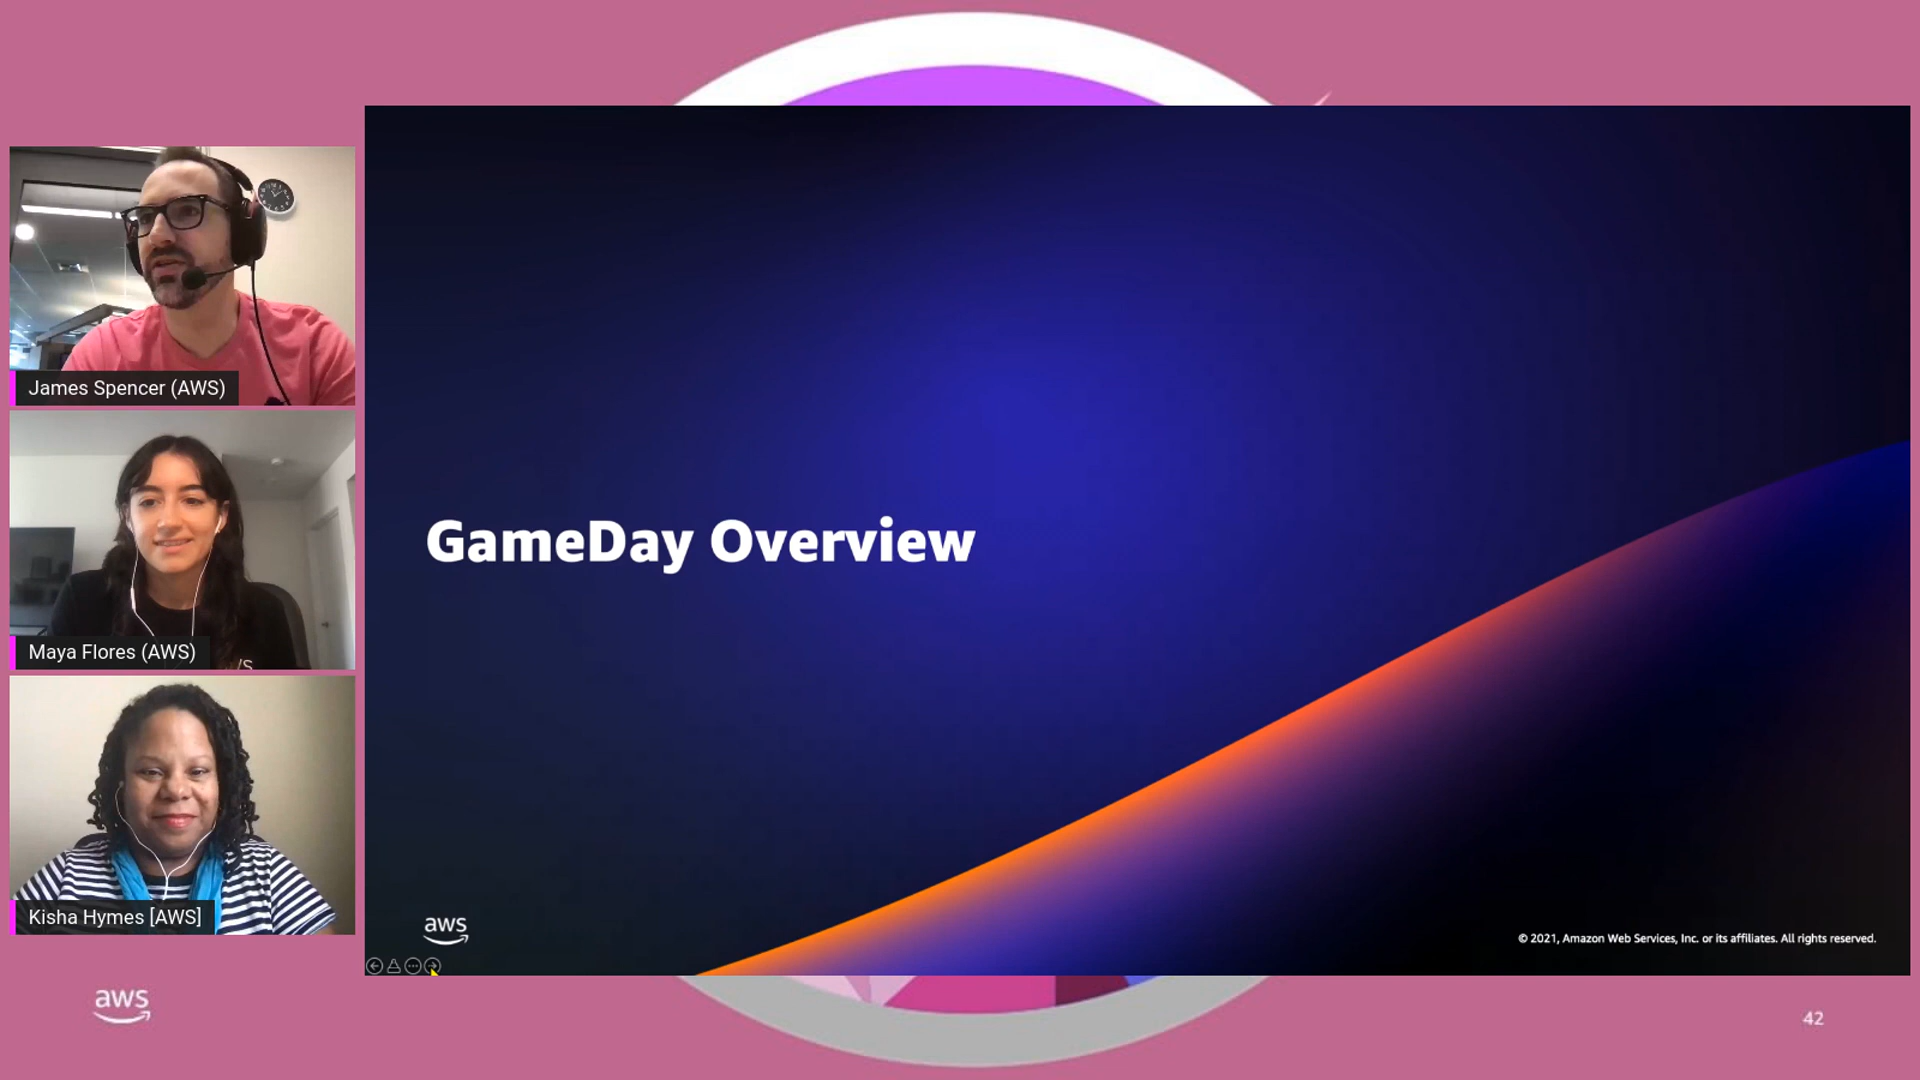 James Spencer (AWS)
Maya Flores (AWS)
/S
Kisha Hymes [AWS]
GameDay Overview
aws
© 2021, Amazon Web Services, Inc. or its affiliates. All rights reserved.
aws
42